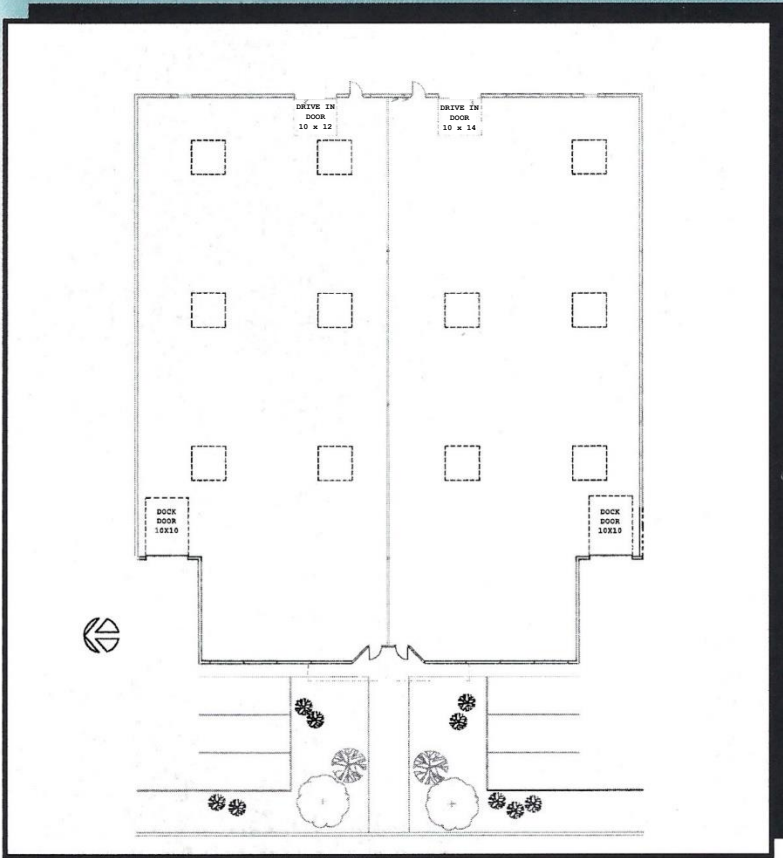 DRIVE IN
DOOR
10 x 12
DRIVE IN
DOOR
10 x 14
DOCK
DOOR
10X10
DOCK
DOOR
10X10